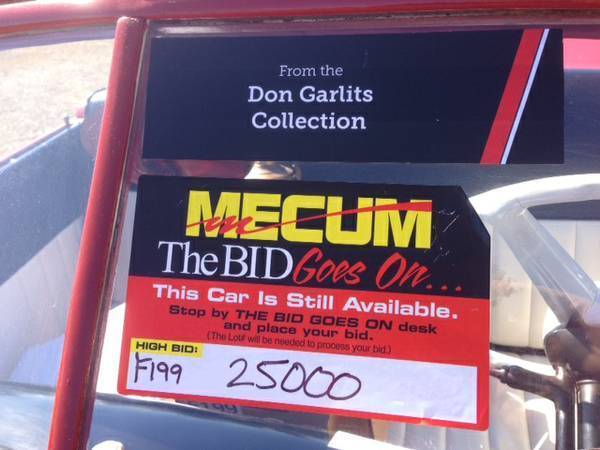 From the
Don Garlits
Collection
MECUM
The BID Goes On...
This Car Is Still Available.
Stop by THE BID GOES ON desk
and place your bid.
(The Lot# will be needed to process your bid.)
HIGH BID:
F199 25000